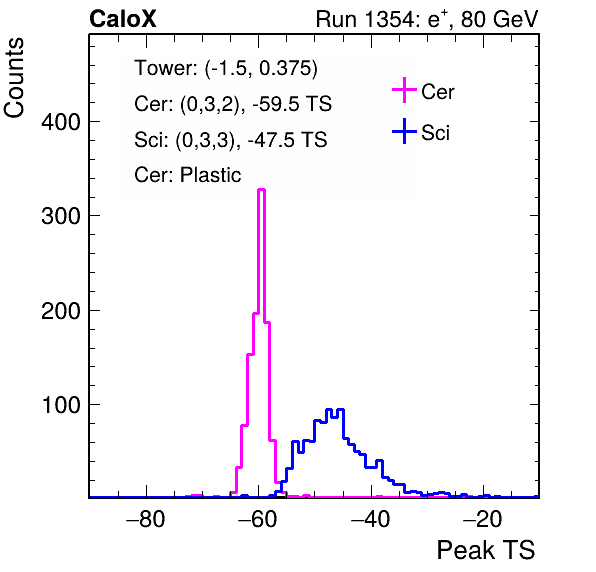 CaloX Run 1354: e⁺, 80 GeV
Counts
Tower: (-1.5, 0.375)
Cer: (0,3,2), -59.5 TS
Sci: (0,3,3), -47.5 TS
Cer: Plastic
Cer
Sci
400
300
200
100
−80 −60 −40 −20
Peak TS